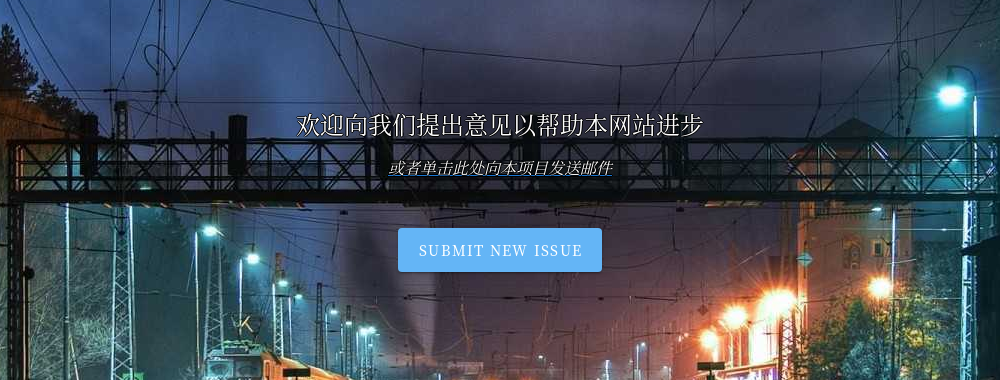 欢迎向我们提出意见以帮助本网站进步
或者单击此处向本项目发送邮件
SUBMIT NEW ISSUE